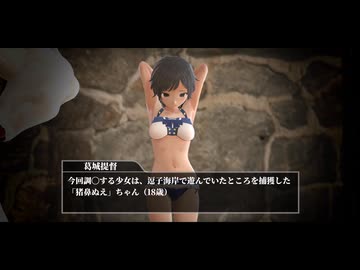 葛城提督
今回調○する少女は、逗子海岸で遊んでいたところを捕獲した
「猪鼻ぬえ」ちゃん（18歳）